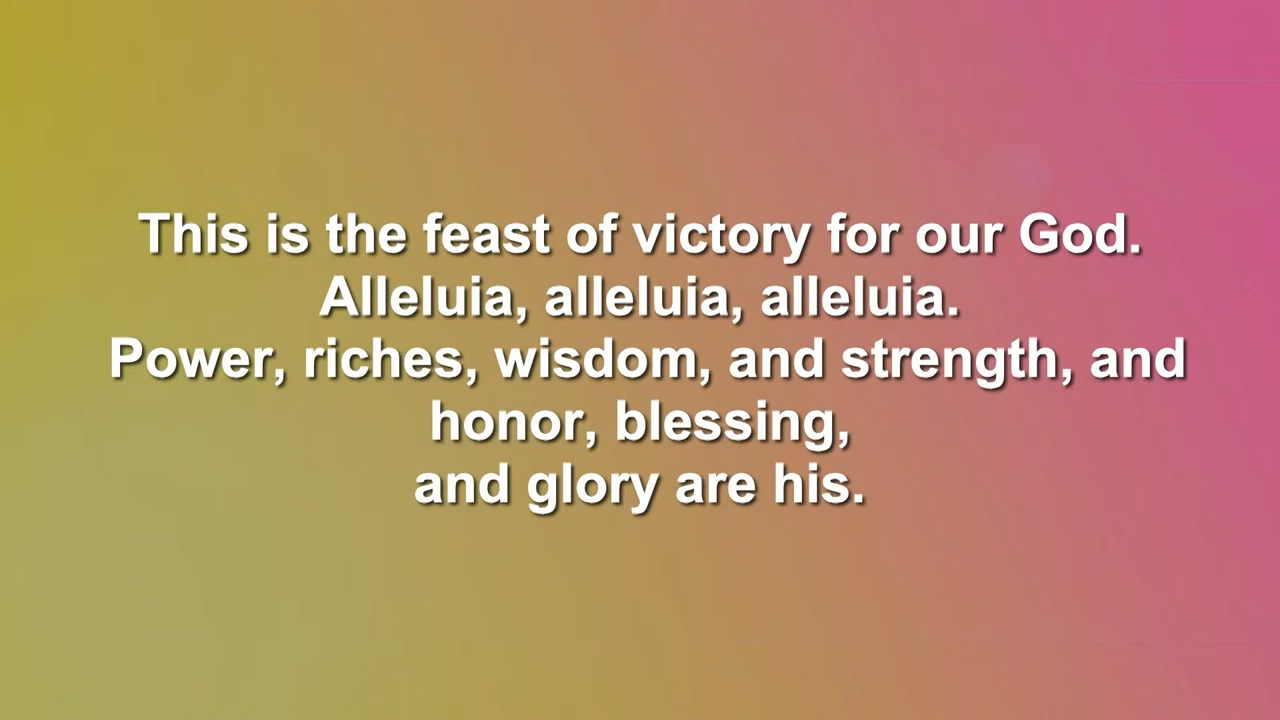 This is the feast of victory for our God.
Alleluia, alleluia, alleluia.
Power, riches, wisdom, and strength, and
honor, blessing,
and glory are his.